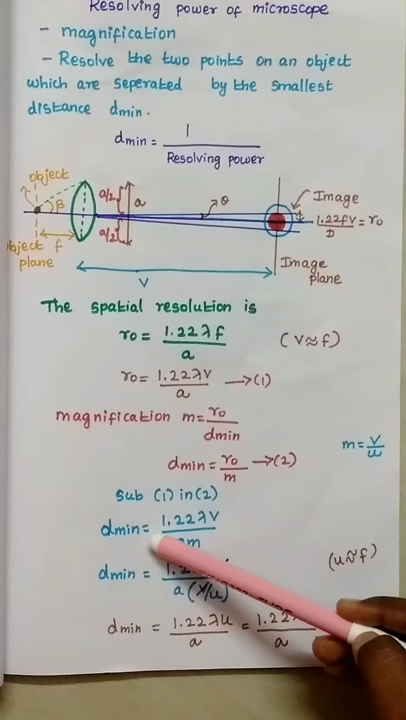 Resolving power of microscope
- magnification
- Resolve the two points on an object
which are seperated by the smallest
distance dmin.
dmin = 1 / Resolving power
object
β
object f
plane
a/2
a/2
a
θ
Image
1.22fV/D = r0
Image
plane
V
The spatial resolution is
r0 = 1.22λf / a (V≈f)
r0 = 1.22λV / a → (1)
magnification m = r0 / dmin
m = V/u
dmin = r0 / m → (2)
Sub (1) in (2)
dmin = 1.22λV / m
dmin = 1.2 / a (V/u)
(u≈f)
dmin = 1.22λu / a = 1.22 / a